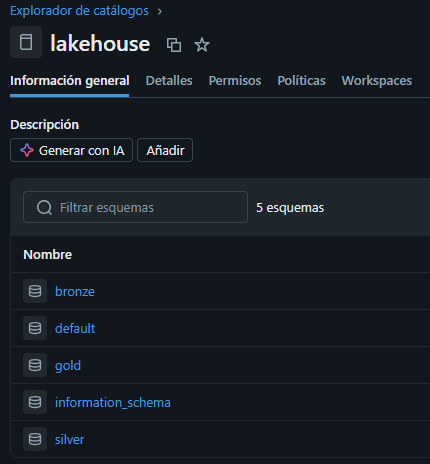 Explorador de catálogos
lakehouse
Información general Detalles Permisos Políticas Workspaces
Descripción
Generar con IA Añadir
Filtrar esquemas 5 esquemas
Nombre
bronze
default
gold
information_schema
silver